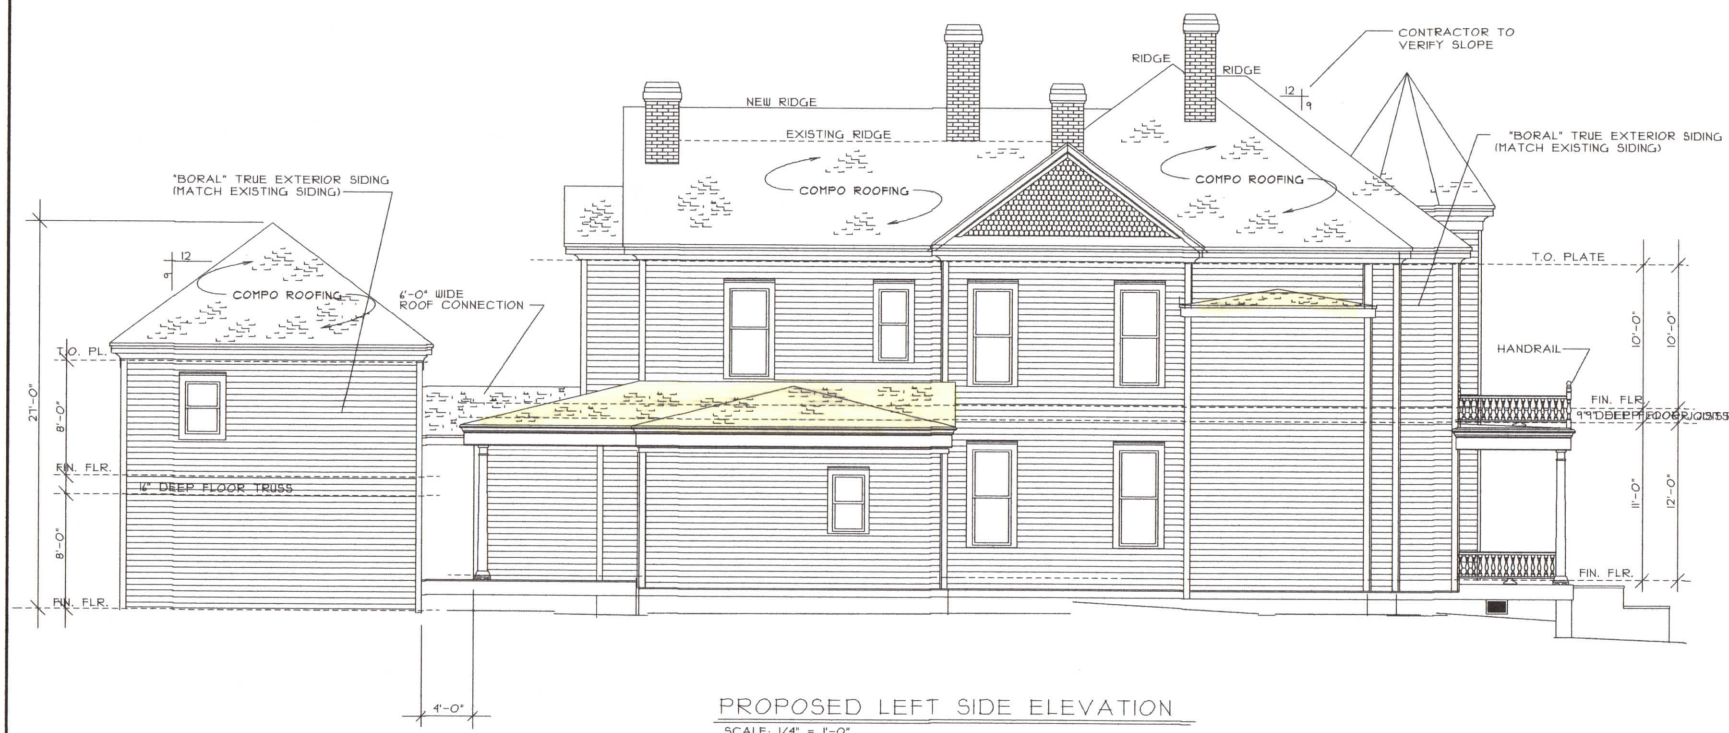 CONTRACTOR TO
VERIFY SLOPE
RIDGE
RIDGE
12
9
NEW RIDGE
EXISTING RIDGE
"BORAL" TRUE EXTERIOR SIDING
(MATCH EXISTING SIDING)
"BORAL" TRUE EXTERIOR SIDING
(MATCH EXISTING SIDING)
COMPO ROOFING
COMPO ROOFING
12
9
T.O. PLATE
COMPO ROOFING
6'-0" WIDE
ROOF CONNECTION
T.O. PL.
HANDRAIL
10'-0"
10'-0"
21'-0"
8'-0"
FIN. FLR.
FIN. FLR.
16" DEEP FLOOR TRUSS
11'-0"
12'-0"
8'-0"
FIN. FLR.
FIN. FLR.
4'-0"
PROPOSED LEFT SIDE ELEVATION
SCALE: 1/4" = 1'-0"